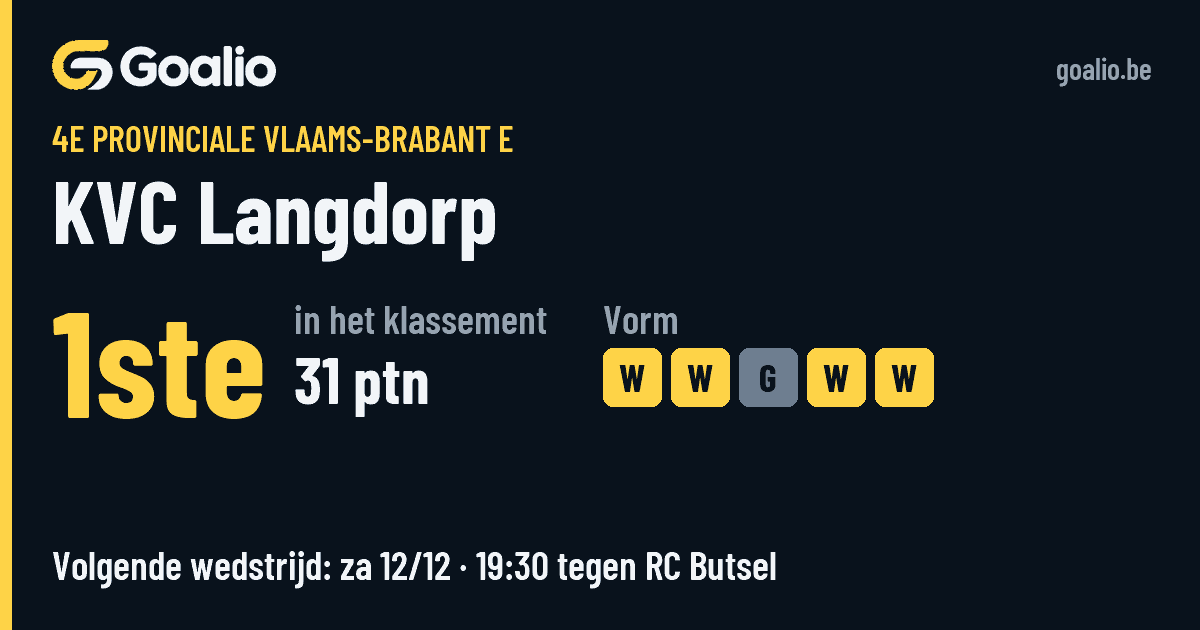 Goalio
goalio.be
4E PROVINCIALE VLAAMS-BRABANT E
KVC Langdorp
1ste
in het klassement
31 ptn
Vorm
W W G W W
Volgende wedstrijd: za 12/12 · 19:30 tegen RC Butsel